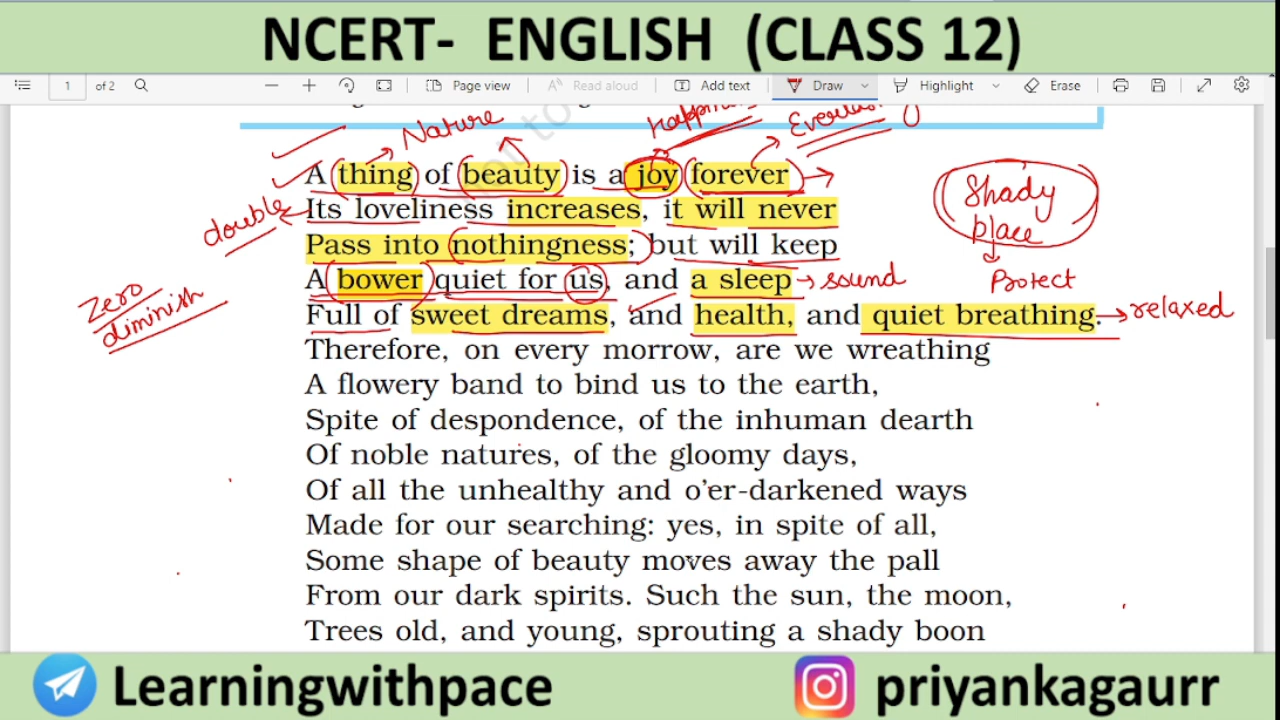 NCERT- ENGLISH (CLASS 12)
1 of 2 Page view Read aloud Add text Draw Highlight Erase
Nature
A thing of beauty is a joy forever
double
Its loveliness increases, it will never
Shady
place
Pass into nothingness; but will keep
A bower quiet for us, and a sleep
sound
Protect
Zero
diminish
Full of sweet dreams, and health, and quiet breathing.
relaxed
Therefore, on every morrow, are we wreathing
A flowery band to bind us to the earth,
Spite of despondence, of the inhuman dearth
Of noble natures, of the gloomy days,
Of all the unhealthy and o'er-darkened ways
Made for our searching: yes, in spite of all,
Some shape of beauty moves away the pall
From our dark spirits. Such the sun, the moon,
Trees old, and young, sprouting a shady boon
Learningwithpace priyankagaurr